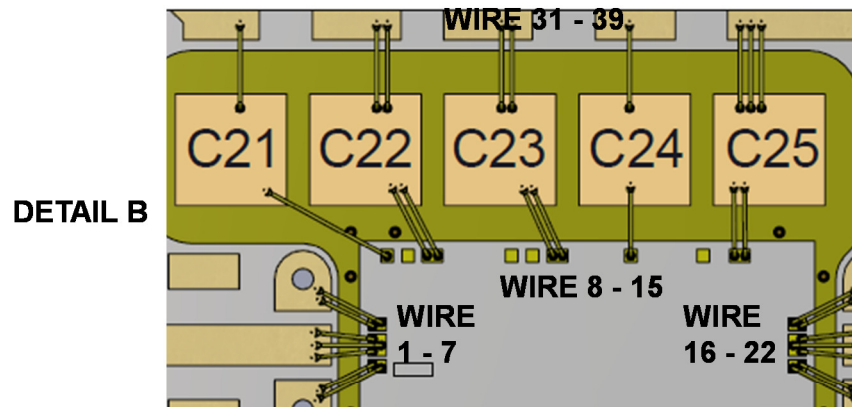 WIRE 31 - 39
C21 C22 C23 C24 C25
DETAIL B
WIRE 8 - 15
WIRE
1 - 7
WIRE
16 - 22